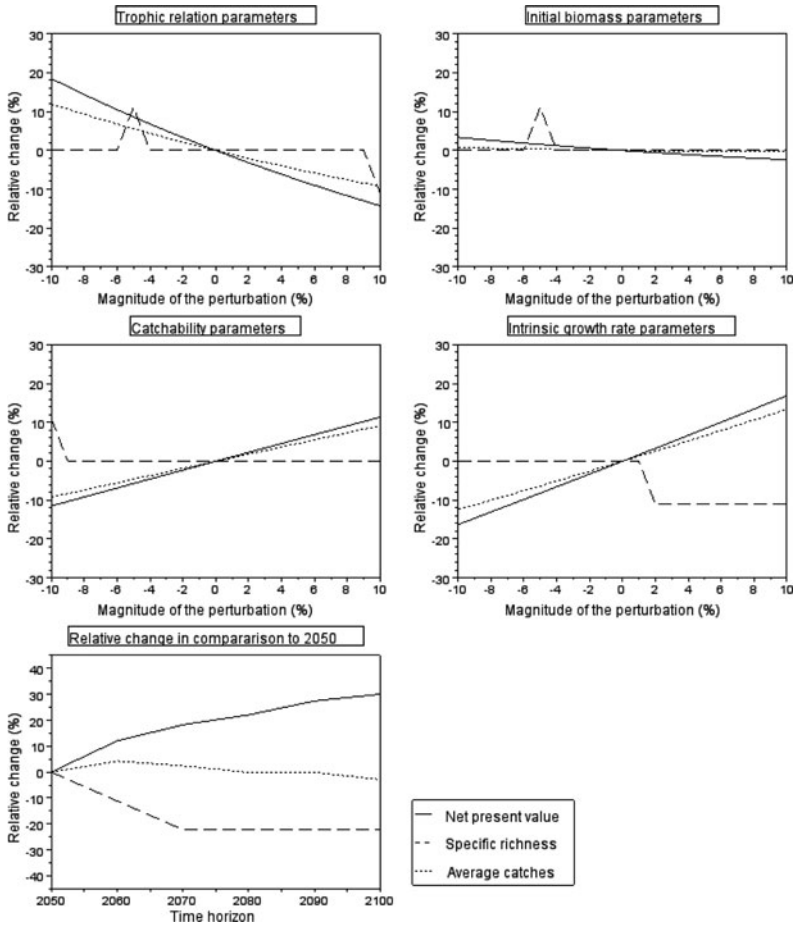 Trophic relation parameters
30
20
10
0
-10
-20
-30
Relative change (%)
-10 -8 -6 -4 -2 0 2 4 6 8 10
Magnitude of the perturbation (%)
Initial biomass parameters
30
20
10
0
-10
-20
-30
Relative change (%)
-10 -8 -6 -4 -2 0 2 4 6 8 10
Magnitude of the perturbation (%)
Catchability parameters
30
20
10
0
-10
-20
-30
Relative change (%)
-10 -8 -6 -4 -2 0 2 4 6 8 10
Magnitude of the perturbation (%)
Intrinsic growth rate parameters
30
20
10
0
-10
-20
-30
Relative change (%)
-10 -8 -6 -4 -2 0 2 4 6 8 10
Magnitude of the perturbation (%)
Relative change in compararison to 2050
40
30
20
10
0
-10
-20
-30
-40
Relative change (%)
2050 2060 2070 2080 2090 2100
Time horizon
Net present value
Specific richness
Average catches